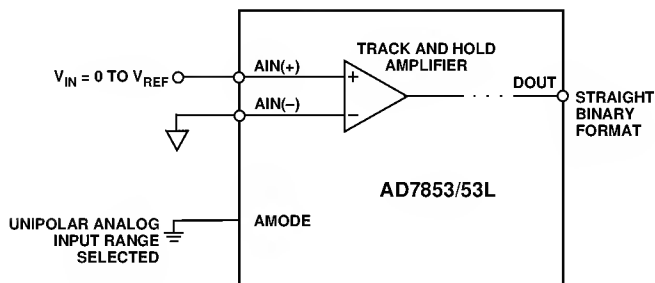 V_IN = 0 TO V_REF
AIN(+)
AIN(–)
TRACK AND HOLD
AMPLIFIER
+
–
DOUT
STRAIGHT
BINARY
FORMAT
AD7853/53L
UNIPOLAR ANALOG
INPUT RANGE
SELECTED
AMODE